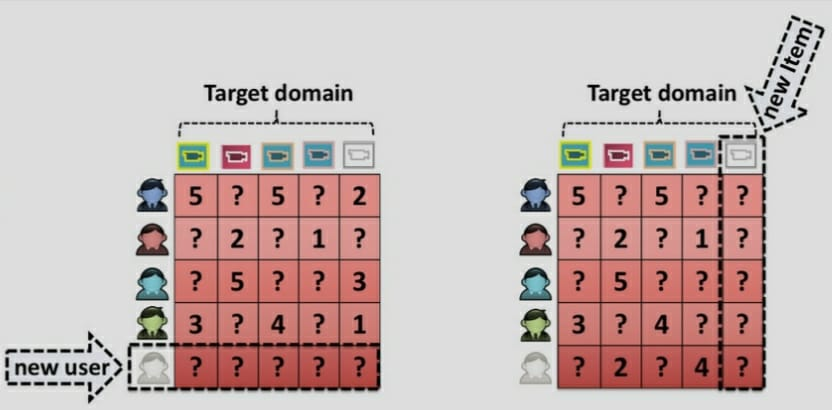 Target domain
5 ? 5 ? 2
? 2 ? 1 ?
? 5 ? ? 3
3 ? 4 ? 1
new user
? ? ? ? ?
new Item
Target domain
5 ? 5 ? ?
? 2 ? 1 ?
? 5 ? ? ?
3 ? 4 ? ?
? 2 ? 4 ?